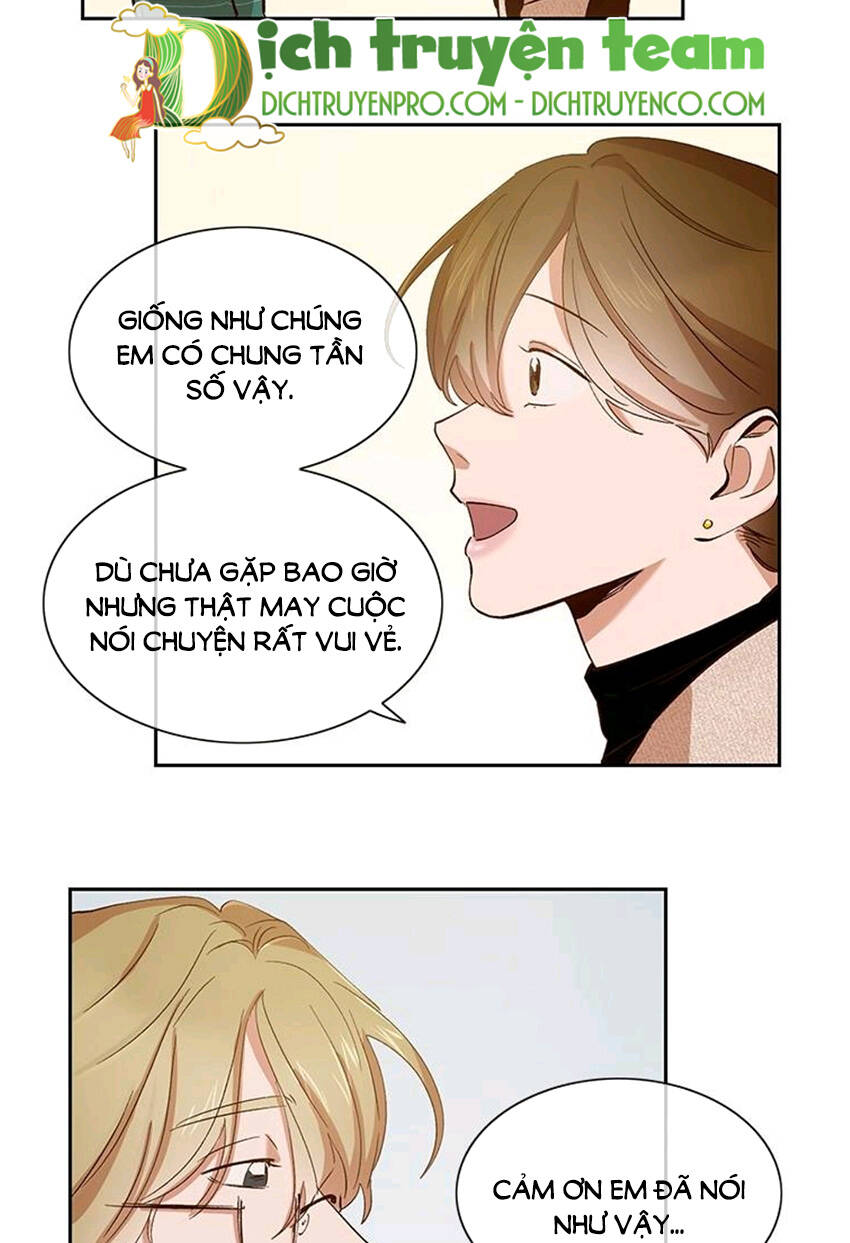 Dịch truyện team
DICHTRUYENPRO.COM - DICHTRUYENCO.COM
GIỐNG NHƯ CHÚNG
EM CÓ CHUNG TẦN
SỐ VẬY.
DÙ CHƯA GẶP BAO GIỜ
NHƯNG THẬT MAY CUỘC
NÓI CHUYỆN RẤT VUI VẺ.
CẢM ƠN EM ĐÃ NÓI
NHƯ VẬY...